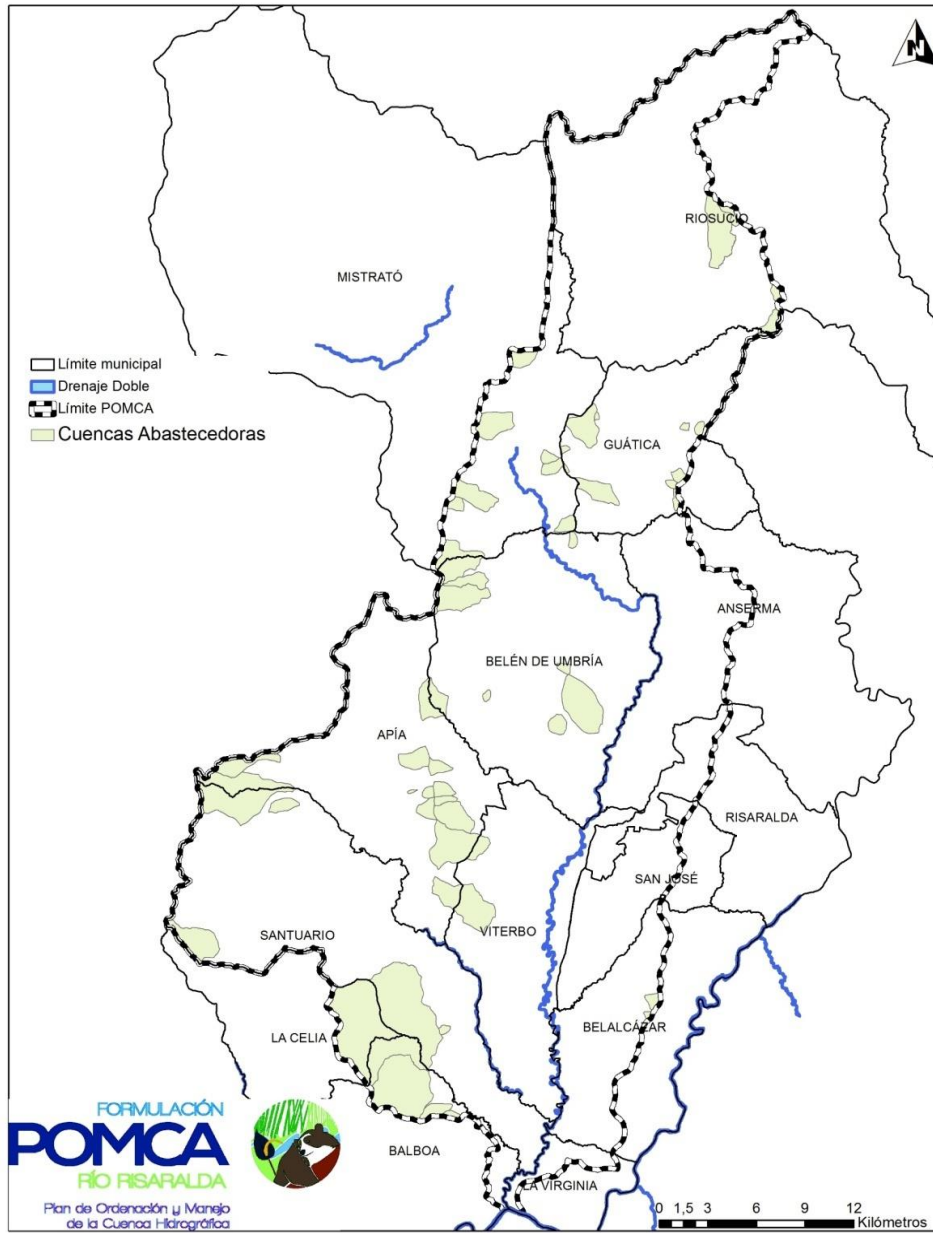 N
RIOSUCIO
MISTRATÓ
Límite municipal
Drenaje Doble
Límite POMCA
Cuencas Abastecedoras
GUÁTICA
ANSERMA
BELÉN DE UMBRÍA
APÍA
RISARALDA
SAN JOSÉ
VITERBO
SANTUARIO
BELALCÁZAR
LA CELIA
BALBOA
LA VIRGINIA
FORMULACIÓN
POMCA
RÍO RISARALDA
Plan de Ordenación y Manejo
de la Cuenca Hidrográfica
0 1,5 3 6 9 12
Kilómetros